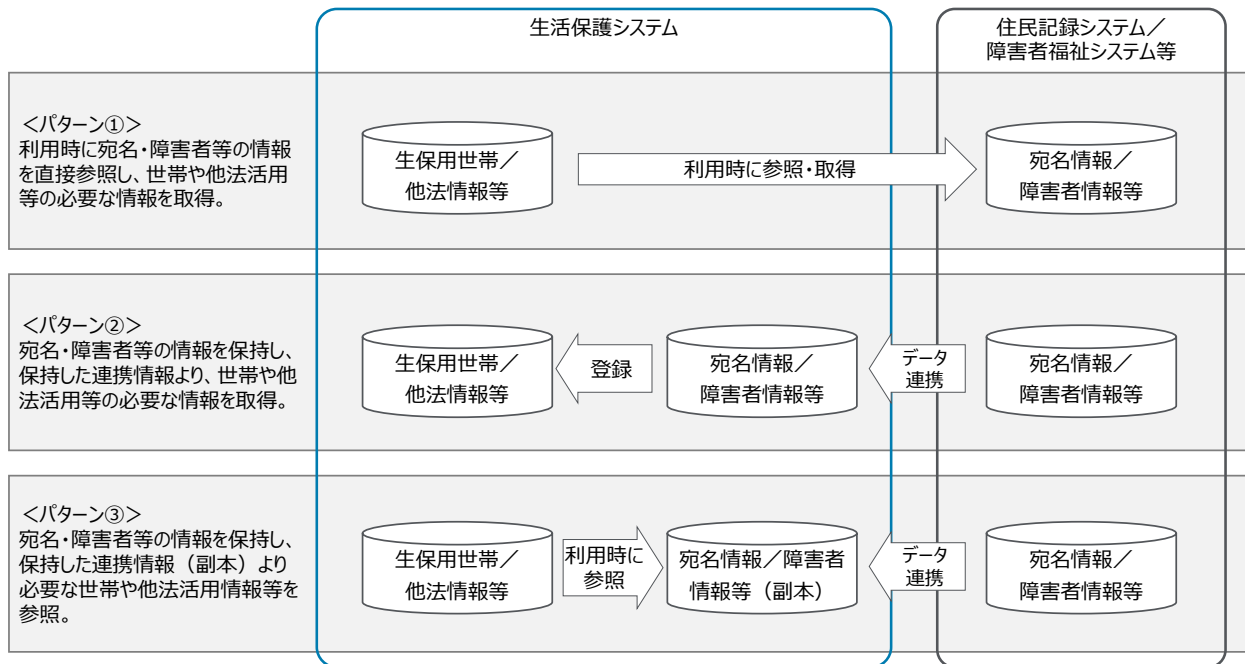 生活保護システム
住民記録システム／
障害者福祉システム等
＜パターン①＞
利用時に宛名・障害者等の情報
を直接参照し、世帯や他法活用
等の必要な情報を取得。
生保用世帯／
他法情報等
利用時に参照・取得
宛名情報／
障害者情報等
＜パターン②＞
宛名・障害者等の情報を保持し、
保持した連携情報より、世帯や他
法活用等の必要な情報を取得。
生保用世帯／
他法情報等
登録
宛名情報／
障害者情報等
データ
連携
宛名情報／
障害者情報等
＜パターン③＞
宛名・障害者等の情報を保持し、
保持した連携情報（副本）より
必要な世帯や他法活用情報等を
参照。
生保用世帯／
他法情報等
利用時に
参照
宛名情報／障害者
情報等（副本）
データ
連携
宛名情報／
障害者情報等